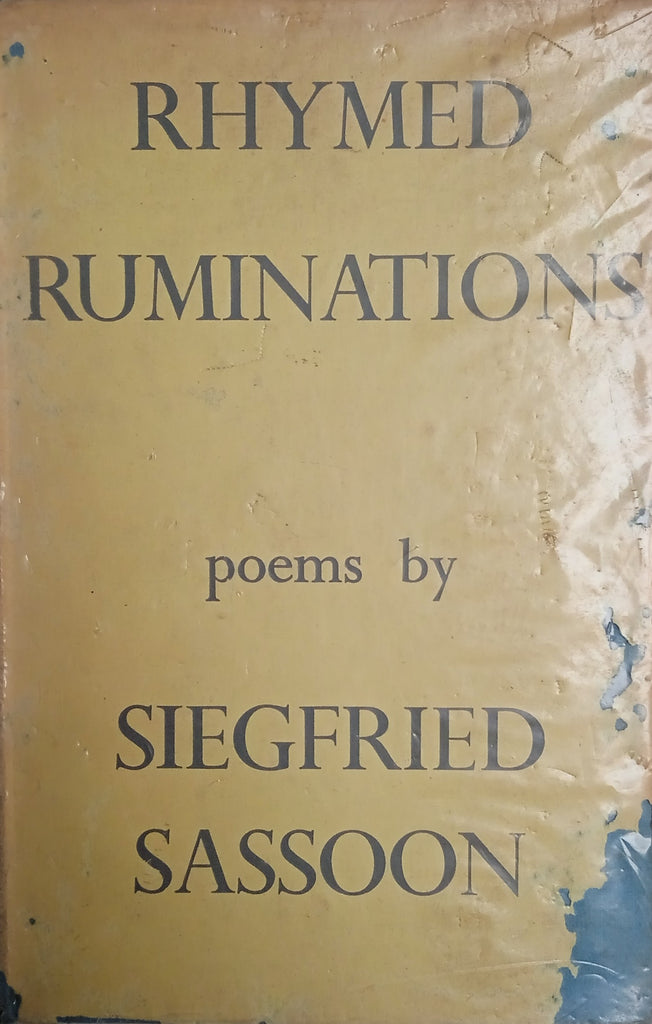 RHYMED
RUMINATIONS
poems by
SIEGFRIED
SASSOON